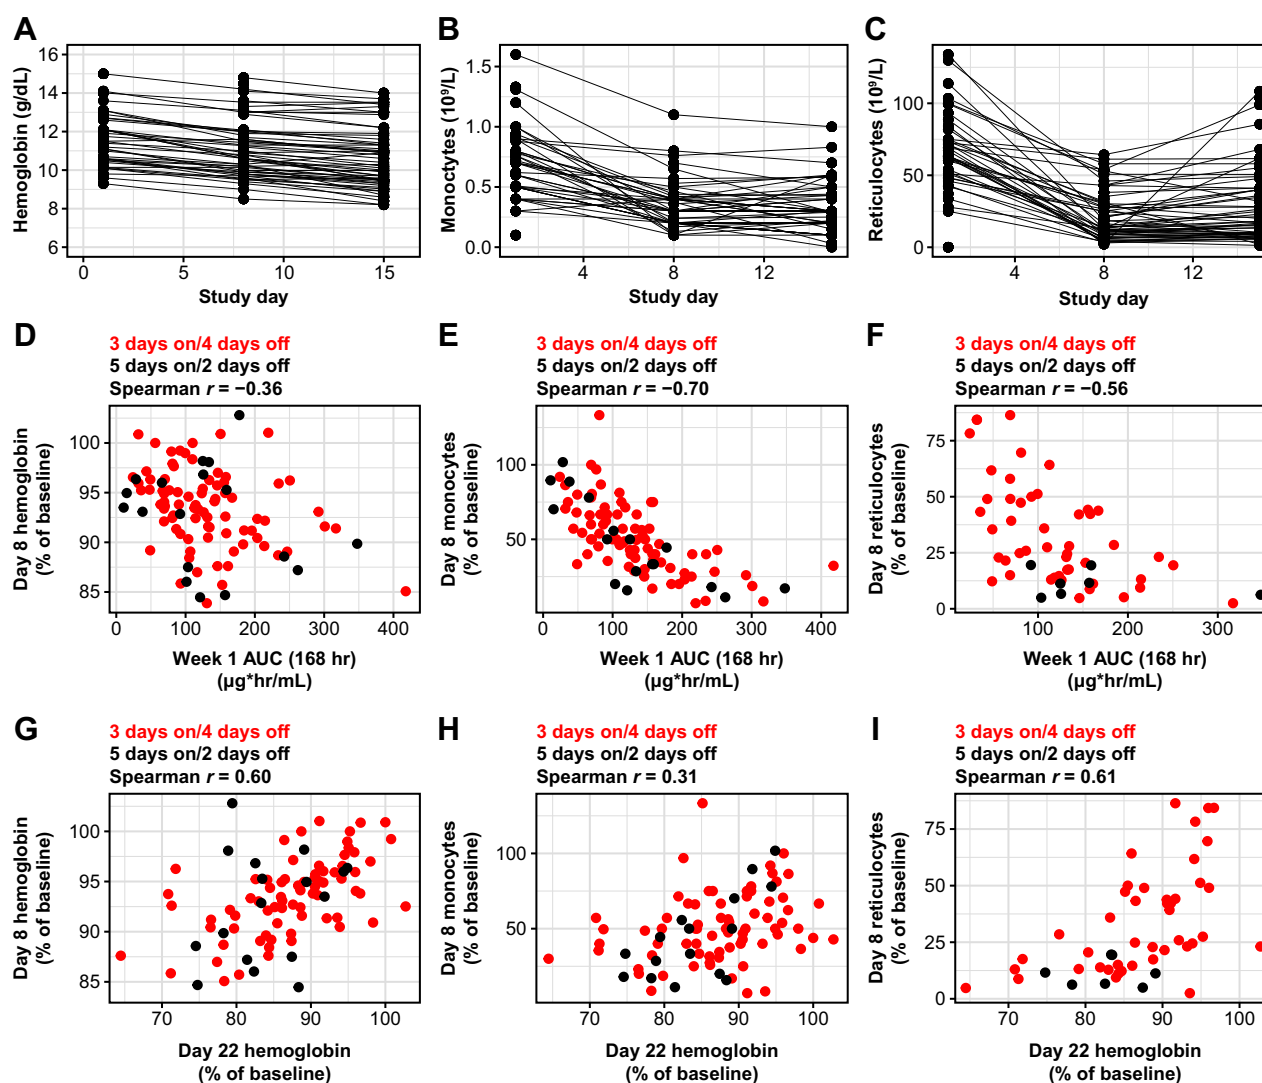 A
Hemoglobin (g/dL)
16
14
12
10
8
6
0
5
10
15
Study day
B
Monocytes (10⁹/L)
1.5
1.0
0.5
0.0
4
8
12
Study day
C
Reticulocytes (10⁹/L)
100
50
0
4
8
12
Study day
D
3 days on/4 days off
5 days on/2 days off
Spearman r = −0.36
Day 8 hemoglobin
(% of baseline)
100
95
90
85
0
100
200
300
400
Week 1 AUC (168 hr)
(µg*hr/mL)
E
3 days on/4 days off
5 days on/2 days off
Spearman r = −0.70
Day 8 monocytes
(% of baseline)
100
50
0
100
200
300
400
Week 1 AUC (168 hr)
(µg*hr/mL)
F
3 days on/4 days off
5 days on/2 days off
Spearman r = −0.56
Day 8 reticulocytes
(% of baseline)
75
50
25
0
100
200
300
Week 1 AUC (168 hr)
(µg*hr/mL)
G
3 days on/4 days off
5 days on/2 days off
Spearman r = 0.60
Day 8 hemoglobin
(% of baseline)
100
95
90
85
70
80
90
100
Day 22 hemoglobin
(% of baseline)
H
3 days on/4 days off
5 days on/2 days off
Spearman r = 0.31
Day 8 monocytes
(% of baseline)
100
50
70
80
90
100
Day 22 hemoglobin
(% of baseline)
I
3 days on/4 days off
5 days on/2 days off
Spearman r = 0.61
Day 8 reticulocytes
(% of baseline)
75
50
25
0
70
80
90
100
Day 22 hemoglobin
(% of baseline)